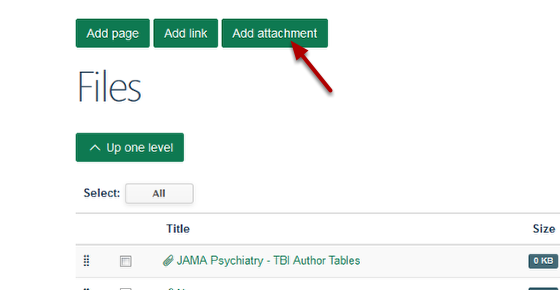 Add page Add link Add attachment
Files
Up one level
Select: All
Title Size
JAMA Psychiatry - TBI Author Tables 0 KB